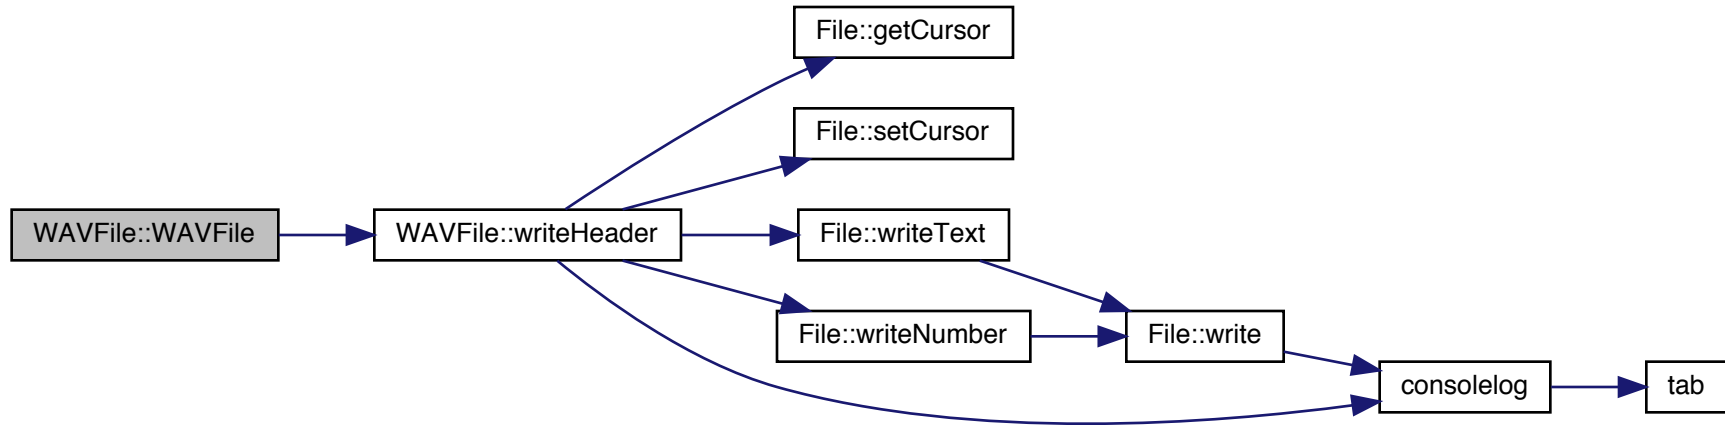 File::getCursor
File::setCursor
WAVFile::WAVFile
WAVFile::writeHeader
File::writeText
File::writeNumber
File::write
consolelog
tab